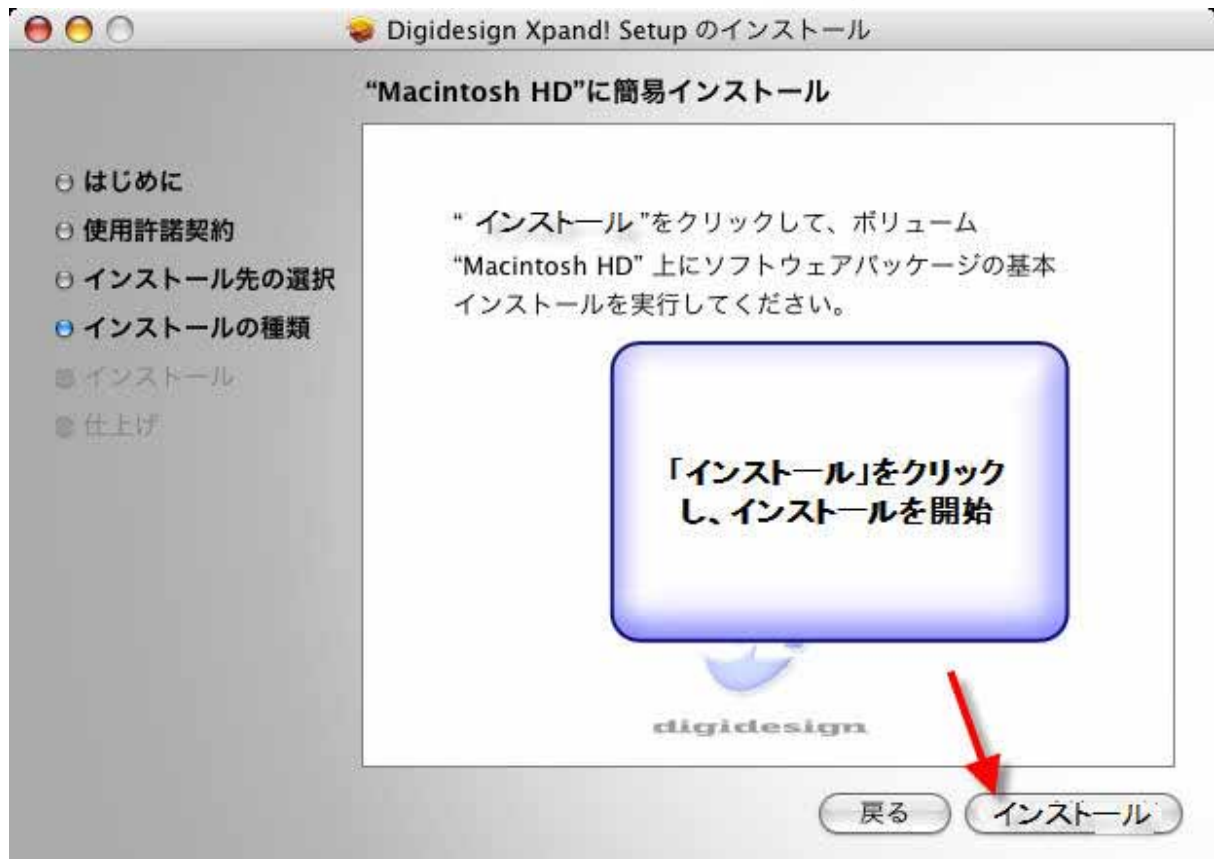 Digidesign Xpand! Setup のインストール
“Macintosh HD”に簡易インストール
はじめに
使用許諾契約
インストール先の選択
インストールの種類
インストール
仕上げ
“ インストール ”をクリックして、ボリューム
“Macintosh HD” 上にソフトウェアパッケージの基本
インストールを実行してください。
「インストール」をクリック
し、インストールを開始
digidesign
戻る
インストール